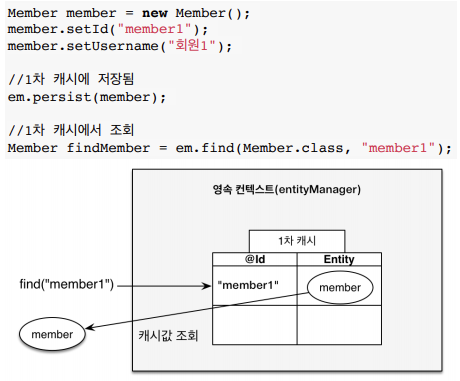 Member member = new Member();
member.setId("member1");
member.setUsername("회원1");
//1차 캐시에 저장됨
em.persist(member);
//1차 캐시에서 조회
Member findMember = em.find(Member.class, "member1");
영속 컨텍스트(entityManager)
1차 캐시
@Id Entity
find("member1") "member1" member
member 캐시값 조회